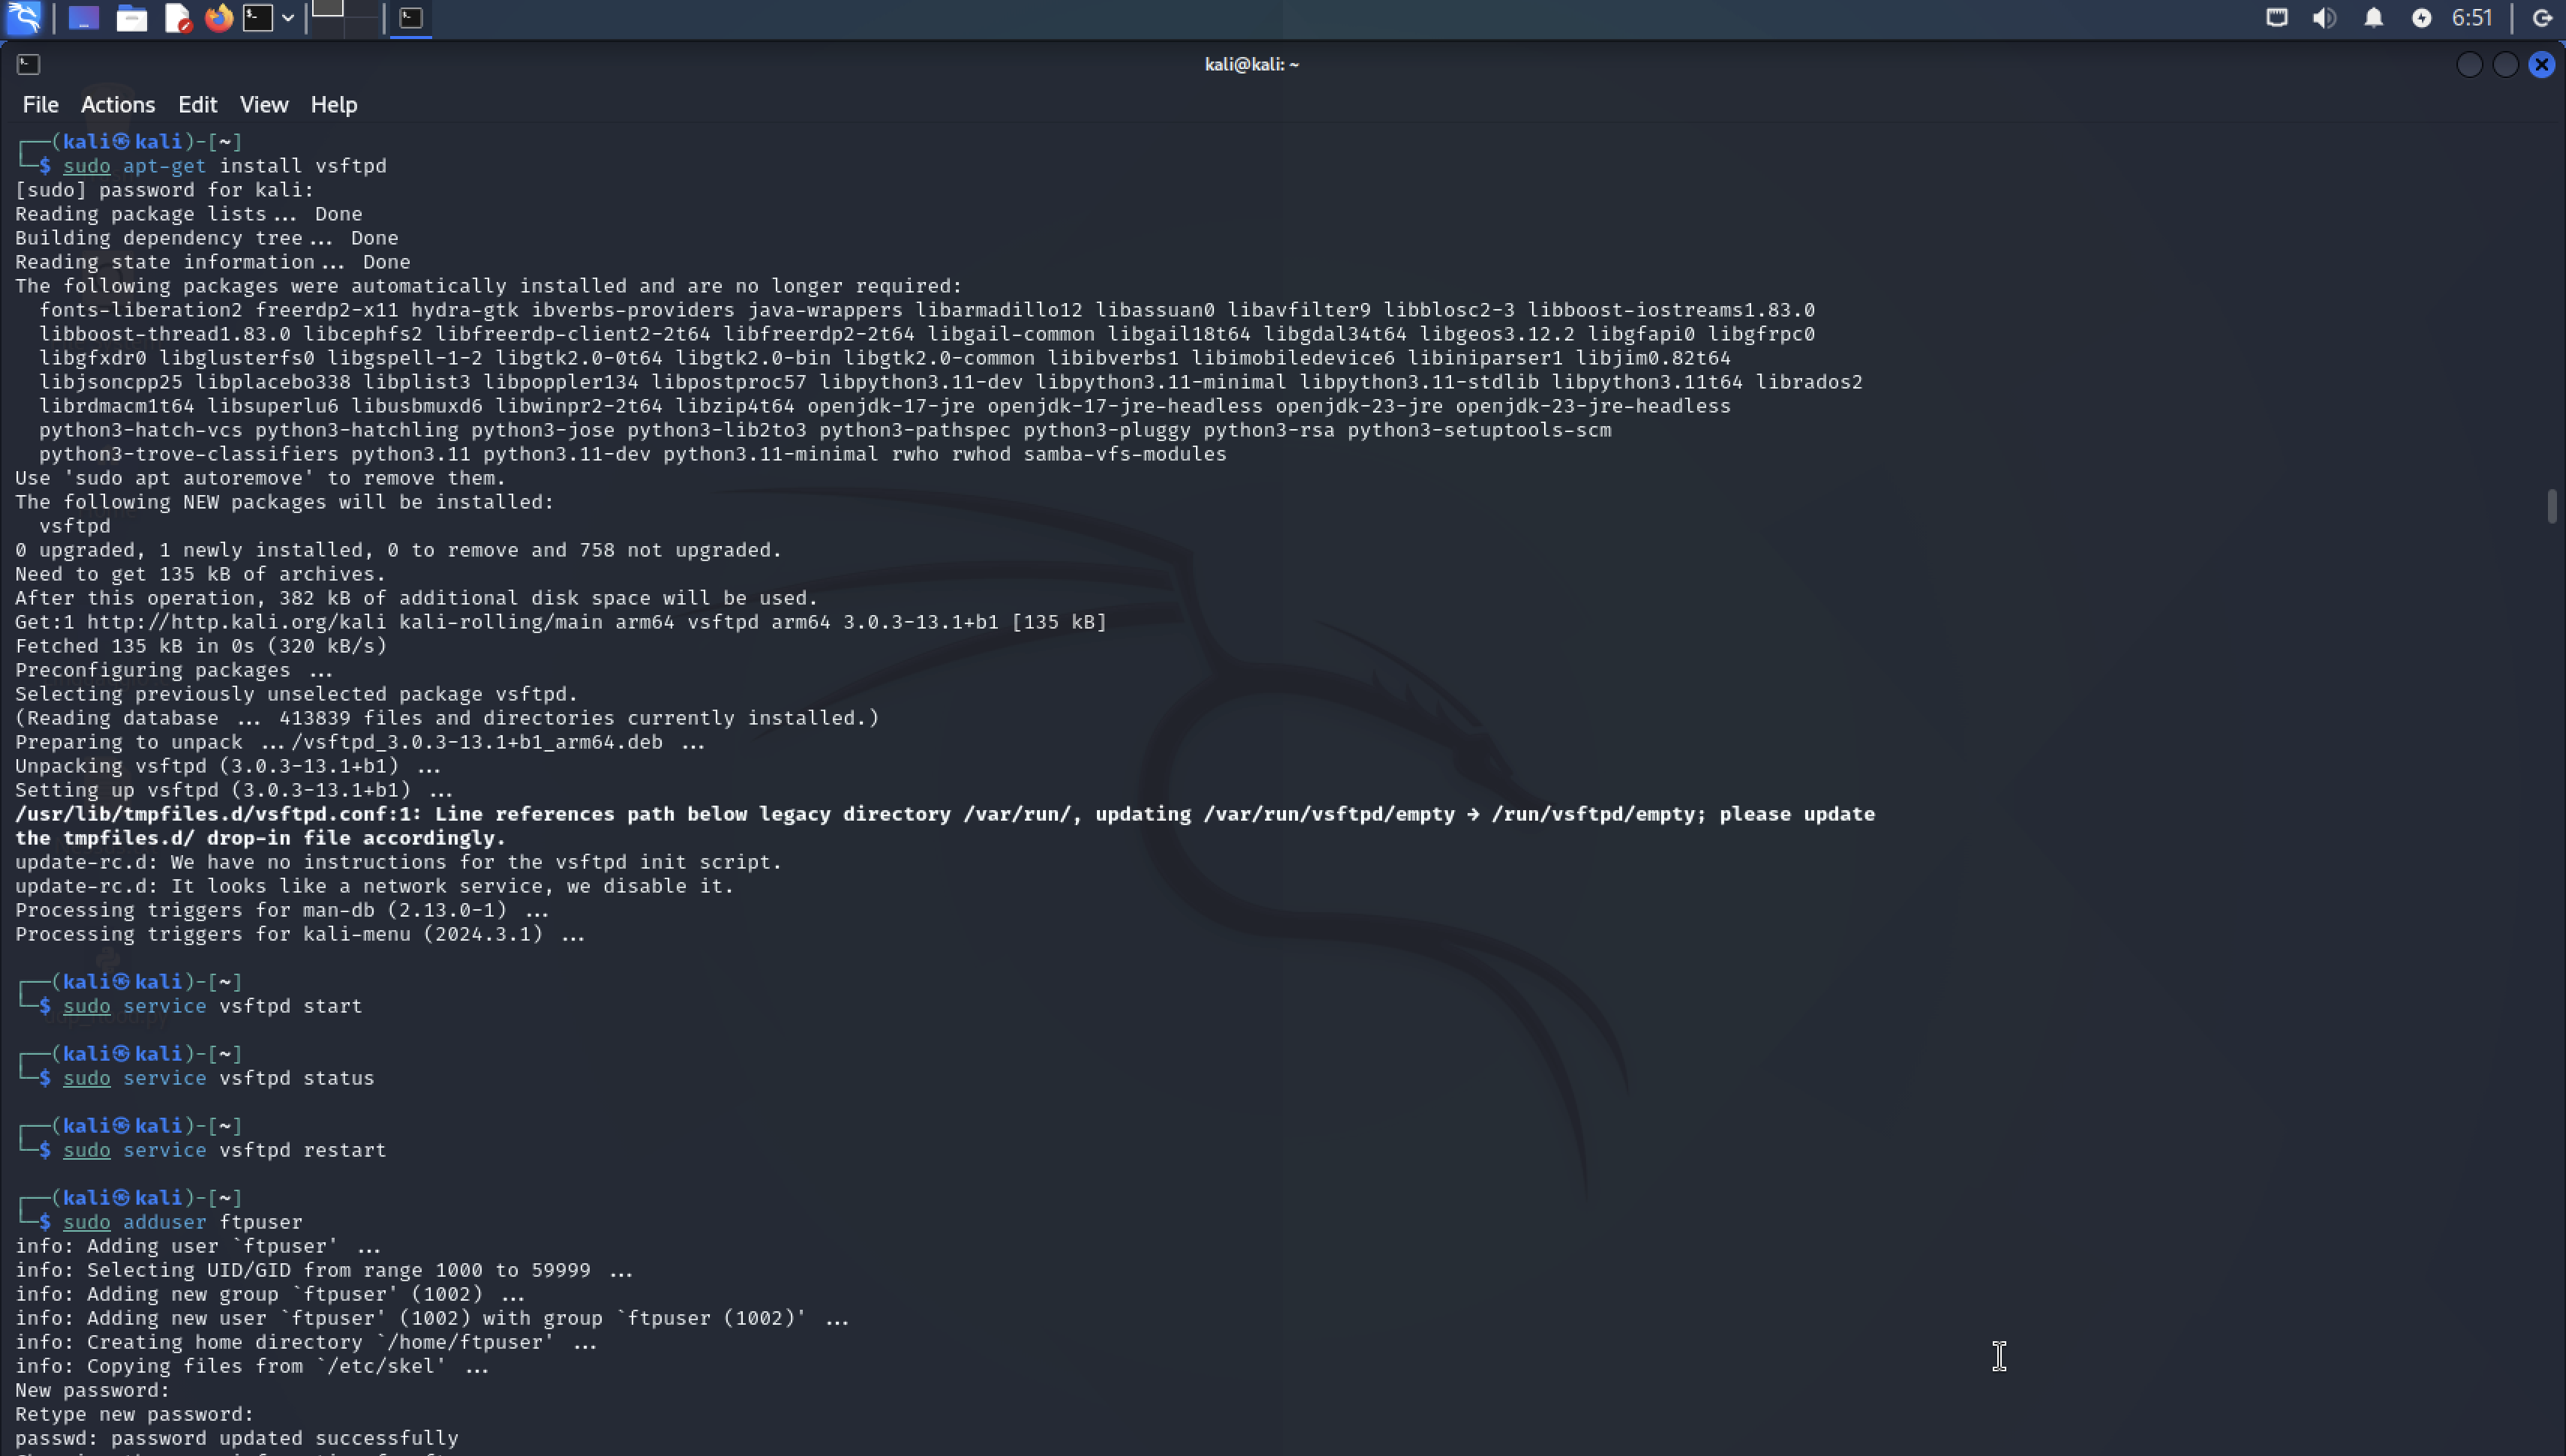 6:51
kali@kali: ~
File Actions Edit View Help
┌──(kali㉿kali)-[~]
└─$ sudo apt-get install vsftpd
[sudo] password for kali:
Reading package lists... Done
Building dependency tree... Done
Reading state information... Done
The following packages were automatically installed and are no longer required:
fonts-liberation2 freerdp2-x11 hydra-gtk ibverbs-providers java-wrappers libarmadillo12 libassuan0 libavfilter9 libblosc2-3 libboost-iostreams1.83.0
libboost-thread1.83.0 libcephfs2 libfreerdp-client2-2t64 libfreerdp2-2t64 libgail-common libgail18t64 libgdal34t64 libgeos3.12.2 libgfapi0 libgfrpc0
libgfxdr0 libglusterfs0 libgspell-1-2 libgtk2.0-0t64 libgtk2.0-bin libgtk2.0-common libibverbs1 libimobiledevice6 libiniparser1 libjim0.82t64
libjsoncpp25 libplacebo338 libplist3 libpoppler134 libpostproc57 libpython3.11-dev libpython3.11-minimal libpython3.11-stdlib libpython3.11t64 librados2
librdmacm1t64 libsuperlu6 libusbmuxd6 libwinpr2-2t64 libzip4t64 openjdk-17-jre openjdk-17-jre-headless openjdk-23-jre openjdk-23-jre-headless
python3-hatch-vcs python3-hatchling python3-jose python3-lib2to3 python3-pathspec python3-pluggy python3-rsa python3-setuptools-scm
python3-trove-classifiers python3.11 python3.11-dev python3.11-minimal rwho rwhod samba-vfs-modules
Use 'sudo apt autoremove' to remove them.
The following NEW packages will be installed:
vsftpd
0 upgraded, 1 newly installed, 0 to remove and 758 not upgraded.
Need to get 135 kB of archives.
After this operation, 382 kB of additional disk space will be used.
Get:1 http://http.kali.org/kali kali-rolling/main arm64 vsftpd arm64 3.0.3-13.1+b1 [135 kB]
Fetched 135 kB in 0s (320 kB/s)
Preconfiguring packages ...
Selecting previously unselected package vsftpd.
(Reading database ... 413839 files and directories currently installed.)
Preparing to unpack .../vsftpd_3.0.3-13.1+b1_arm64.deb ...
Unpacking vsftpd (3.0.3-13.1+b1) ...
Setting up vsftpd (3.0.3-13.1+b1) ...
/usr/lib/tmpfiles.d/vsftpd.conf:1: Line references path below legacy directory /var/run/, updating /var/run/vsftpd/empty → /run/vsftpd/empty; please update
the tmpfiles.d/ drop-in file accordingly.
update-rc.d: We have no instructions for the vsftpd init script.
update-rc.d: It looks like a network service, we disable it.
Processing triggers for man-db (2.13.0-1) ...
Processing triggers for kali-menu (2024.3.1) ...
┌──(kali㉿kali)-[~]
└─$ sudo service vsftpd start
┌──(kali㉿kali)-[~]
└─$ sudo service vsftpd status
┌──(kali㉿kali)-[~]
└─$ sudo service vsftpd restart
┌──(kali㉿kali)-[~]
└─$ sudo adduser ftpuser
info: Adding user `ftpuser' ...
info: Selecting UID/GID from range 1000 to 59999 ...
info: Adding new group `ftpuser' (1002) ...
info: Adding new user `ftpuser' (1002) with group `ftpuser (1002)' ...
info: Creating home directory `/home/ftpuser' ...
info: Copying files from `/etc/skel' ...
New password:
Retype new password:
passwd: password updated successfully